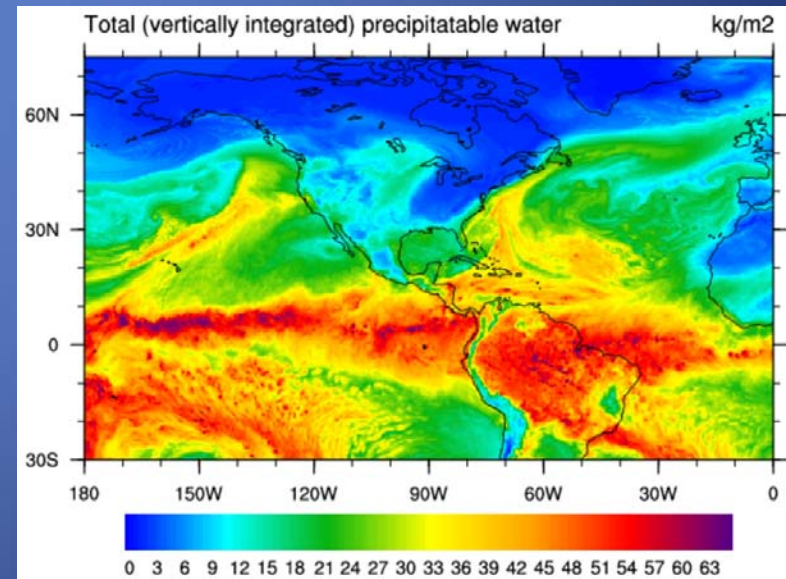 Total (vertically integrated) precipitatable water kg/m2
60N
30N
0
30S
180 150W 120W 90W 60W 30W 0
0 3 6 9 12 15 18 21 24 27 30 33 36 39 42 45 48 51 54 57 60 63